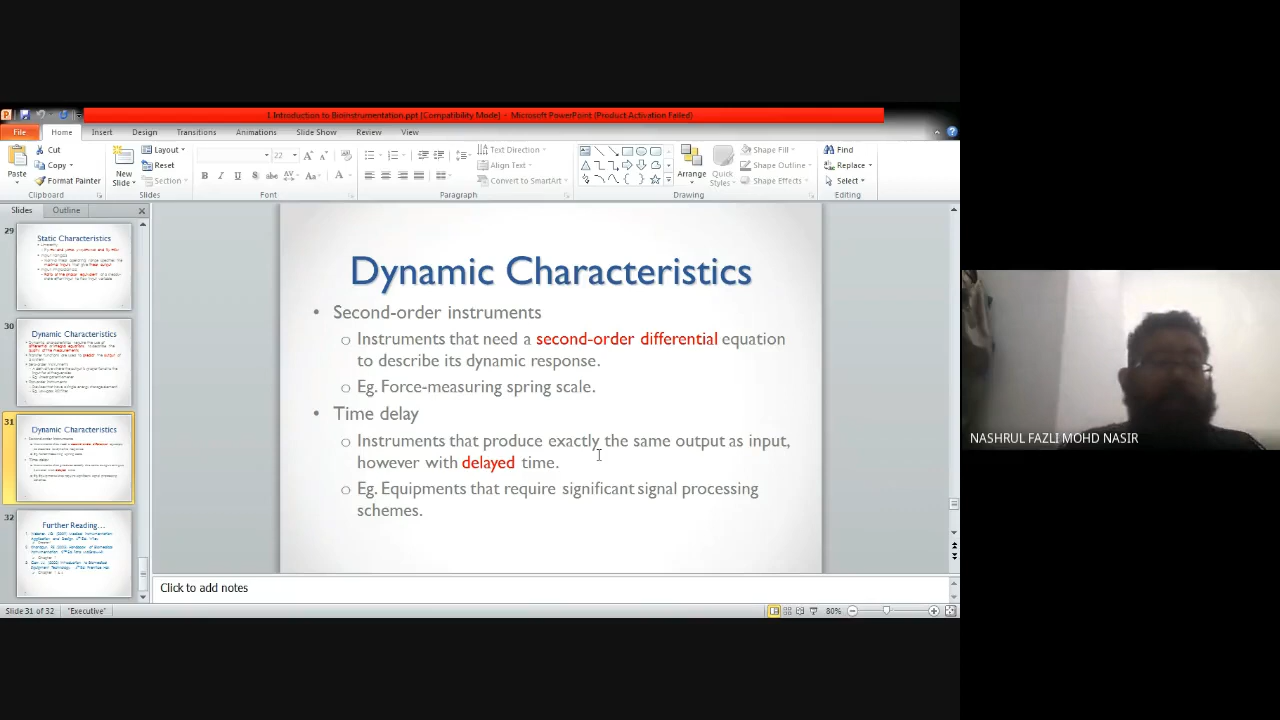 1 Introduction to Bioinstrumentation.ppt [Compatibility Mode] - Microsoft PowerPoint (Product Activation Failed)
File Home Insert Design Transitions Animations Slide Show Review View
Cut
Copy
Format Painter
Paste
Clipboard
New
Slide
Layout
Reset
Section
Slides
22
B I U S abc AV Aa A
Font
Paragraph
Text Direction
Align Text
Convert to SmartArt
Arrange
Quick
Styles
Shape Fill
Shape Outline
Shape Effects
Drawing
Find
Replace
Select
Editing
Slides Outline
29
Static Characteristics
30
Dynamic Characteristics
31
Dynamic Characteristics
32
Further Reading...
Dynamic Characteristics
• Second-order instruments
o Instruments that need a second-order differential equation
to describe its dynamic response.
o Eg. Force-measuring spring scale.
• Time delay
o Instruments that produce exactly the same output as input,
however with delayed time.
o Eg. Equipments that require significant signal processing
schemes.
Click to add notes
Slide 31 of 32 "Executive" 80%
NASHRUL FAZLI MOHD NASIR